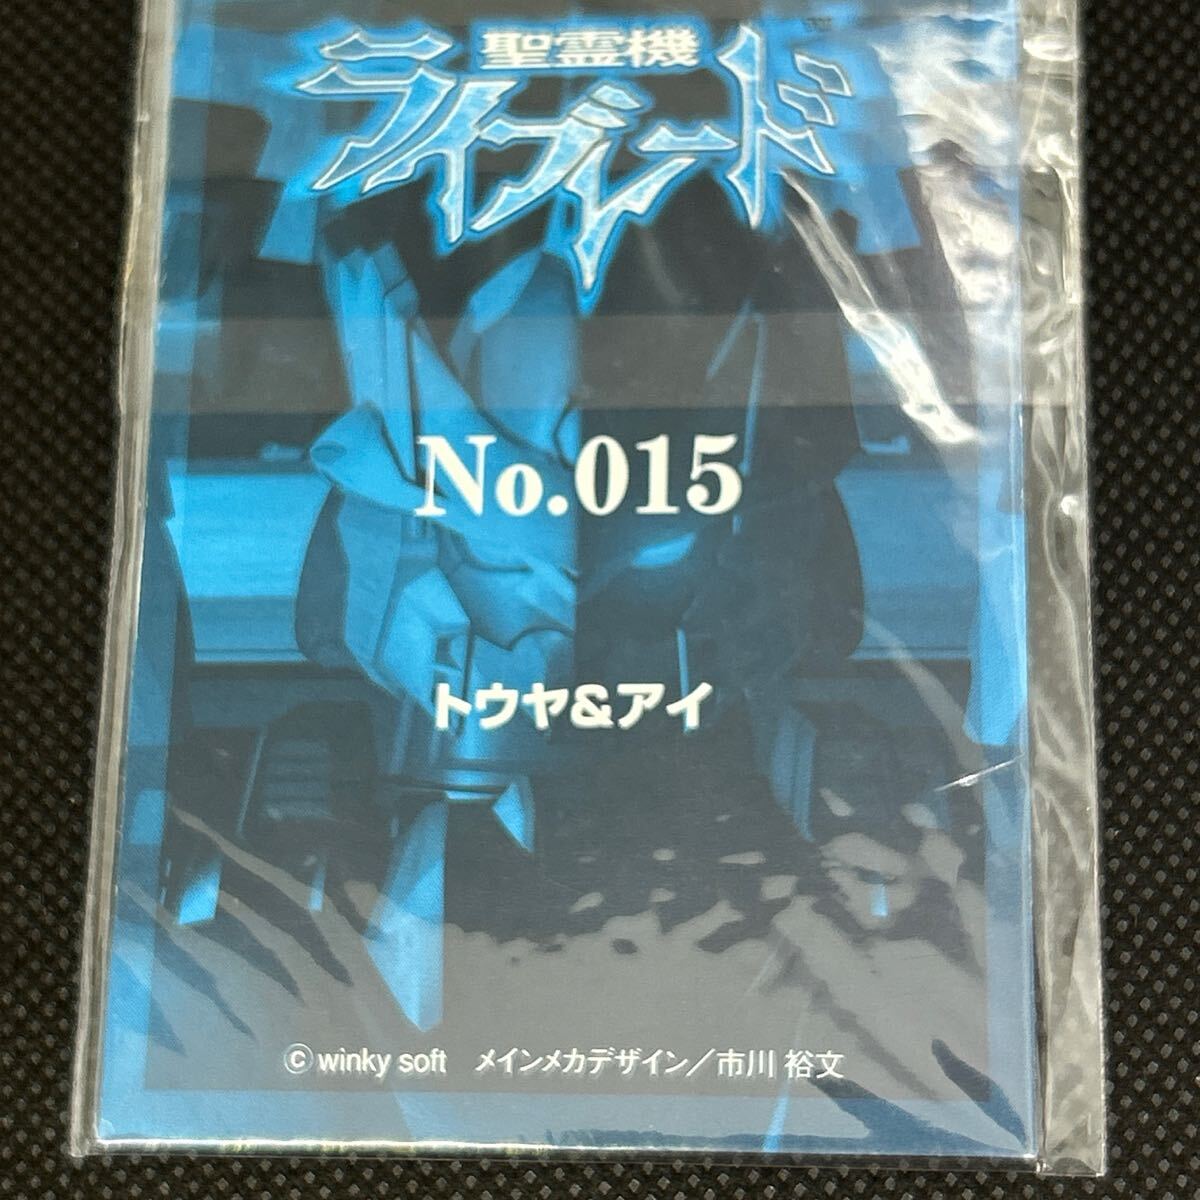 聖霊機
ライブレード
TM
No.015
トウヤ&アイ
©winky soft　メインメカデザイン/市川 裕文